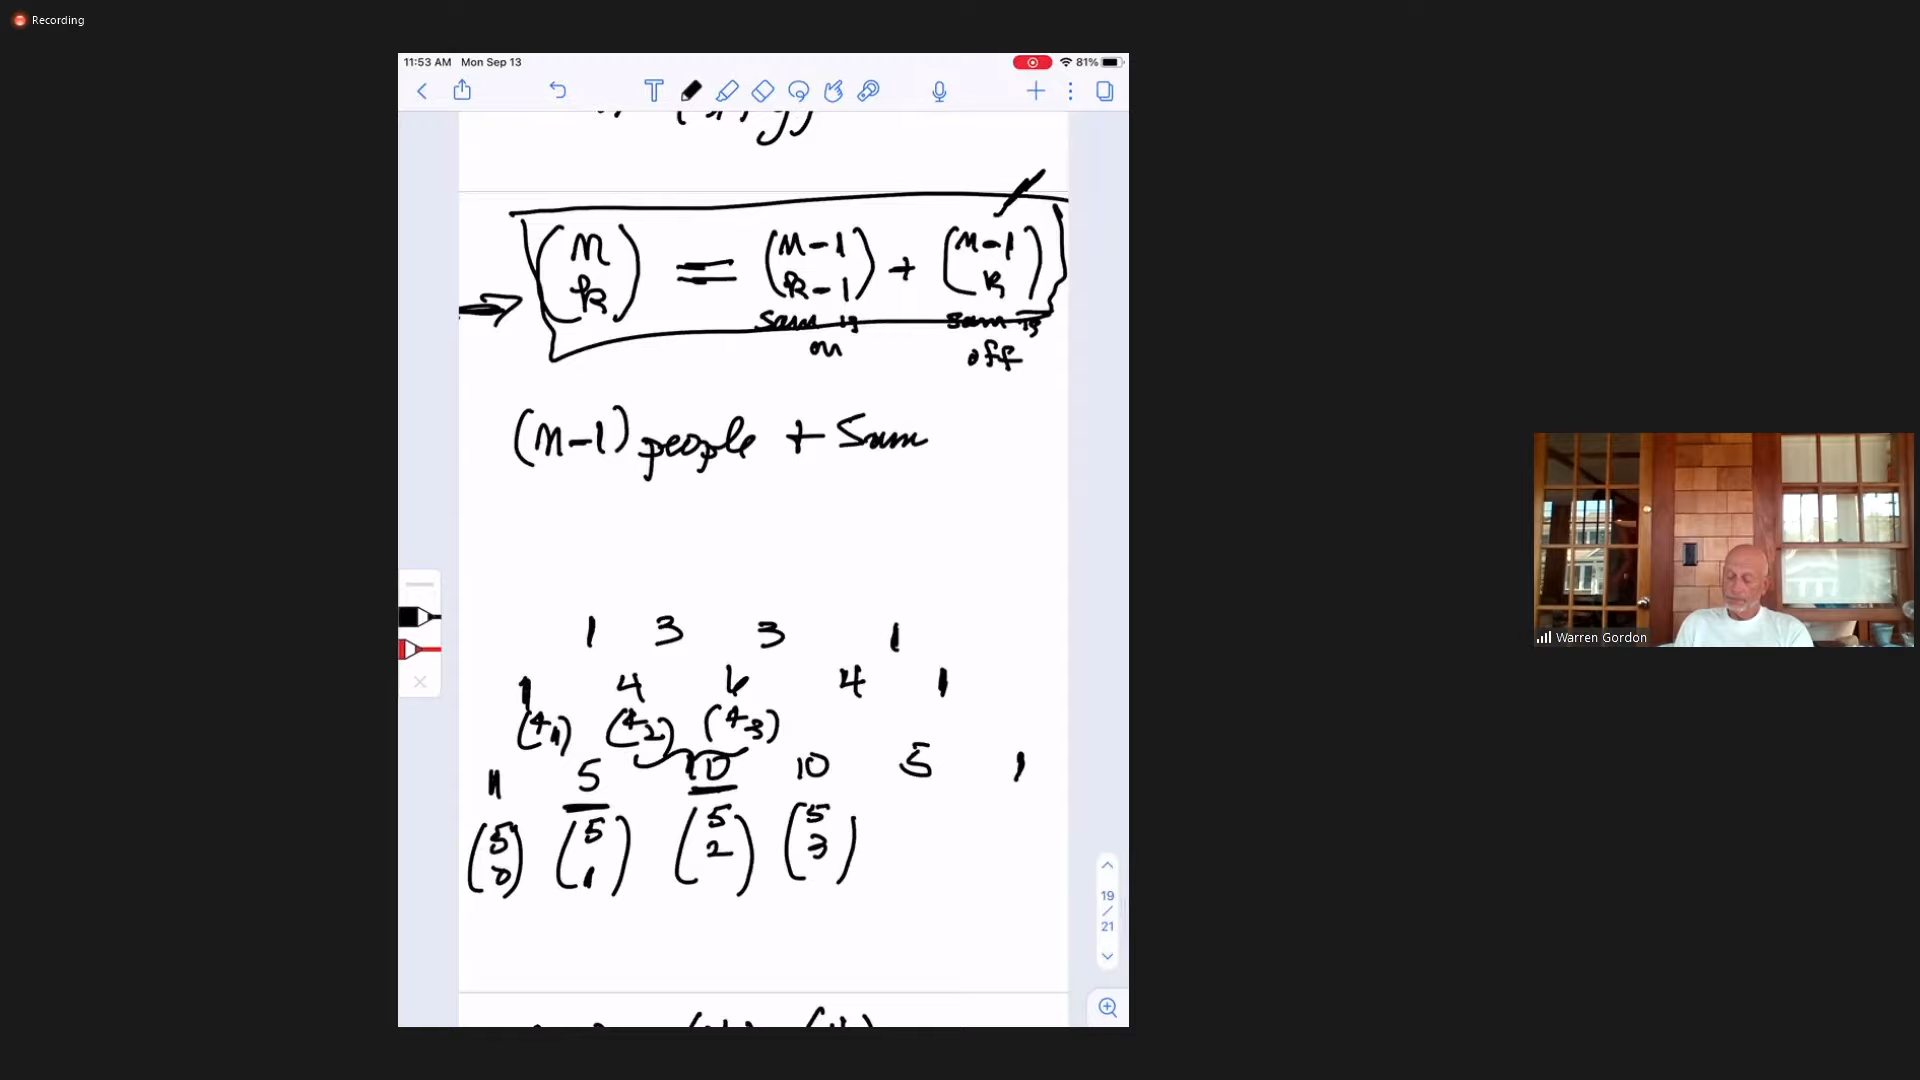 Recording
11:53 AM Mon Sep 13
81%
(n k) = (n-1 k-1) + (n-1 k)
Sam is on
Sam is off
(n-1) people + Sam
1 3 3 1
1 4 6 4 1
(4 1) (4 2) (4 3)
1 5 10 10 5 1
(5 0) (5 1) (5 2) (5 3)
19 / 21
Warren Gordon